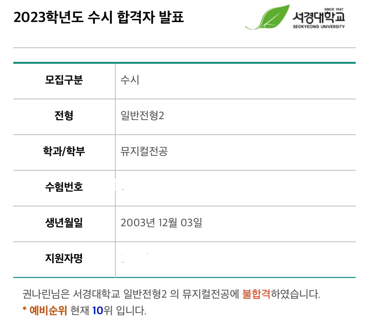 2023학년도 수시 합격자 발표
SINCE 1947
서경대학교
SEOKYEONG UNIVERSITY
모집구분 수시
전형 일반전형2
학과/학부 뮤지컬전공
수험번호
생년월일 2003년 12월 03일
지원자명
권나린님은 서경대학교 일반전형2 의 뮤지컬전공에 불합격하였습니다.
* 예비순위 현재 10위 입니다.